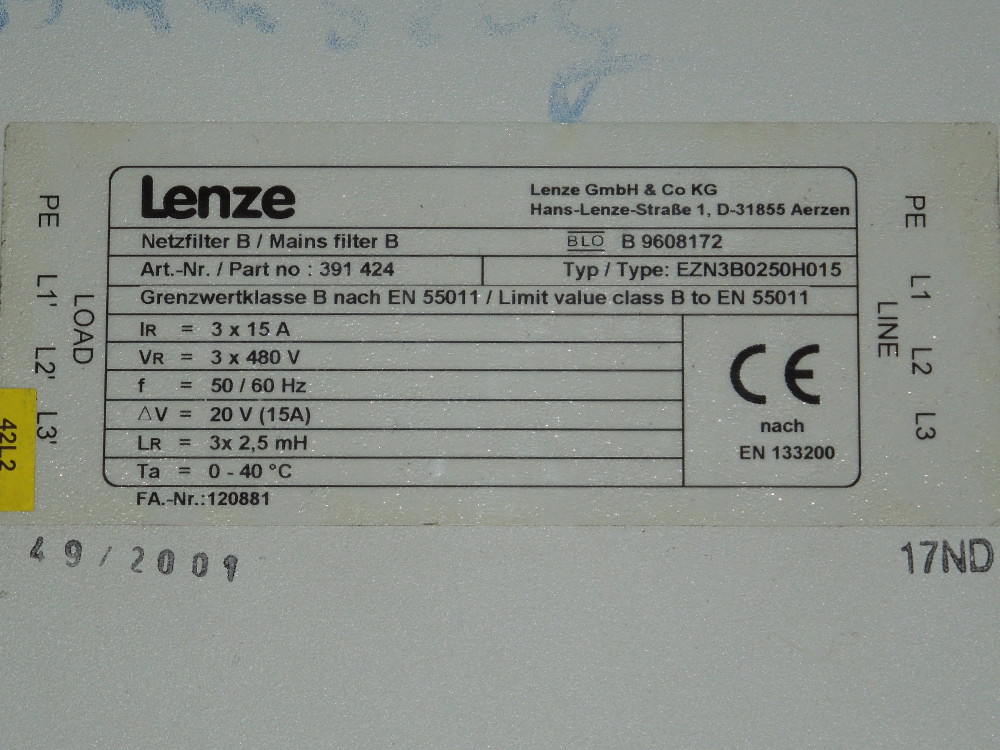 Lenze
Lenze GmbH & Co KG
Hans-Lenze-Straße 1, D-31855 Aerzen
Netzfilter B / Mains filter B
BLO B 9608172
Art.-Nr. / Part no : 391 424
Typ / Type: EZN3B0250H015
Grenzwertklasse B nach EN 55011 / Limit value class B to EN 55011
IR = 3 x 15 A
VR = 3 x 480 V
f = 50 / 60 Hz
△V = 20 V (15A)
LR = 3x 2,5 mH
Ta = 0 - 40 °C
CE
nach
EN 133200
FA.-Nr.:120881
PE
L1'
L2'
L3'
LOAD
PE
L1
L2
L3
LINE
42L2
49/2009
17ND